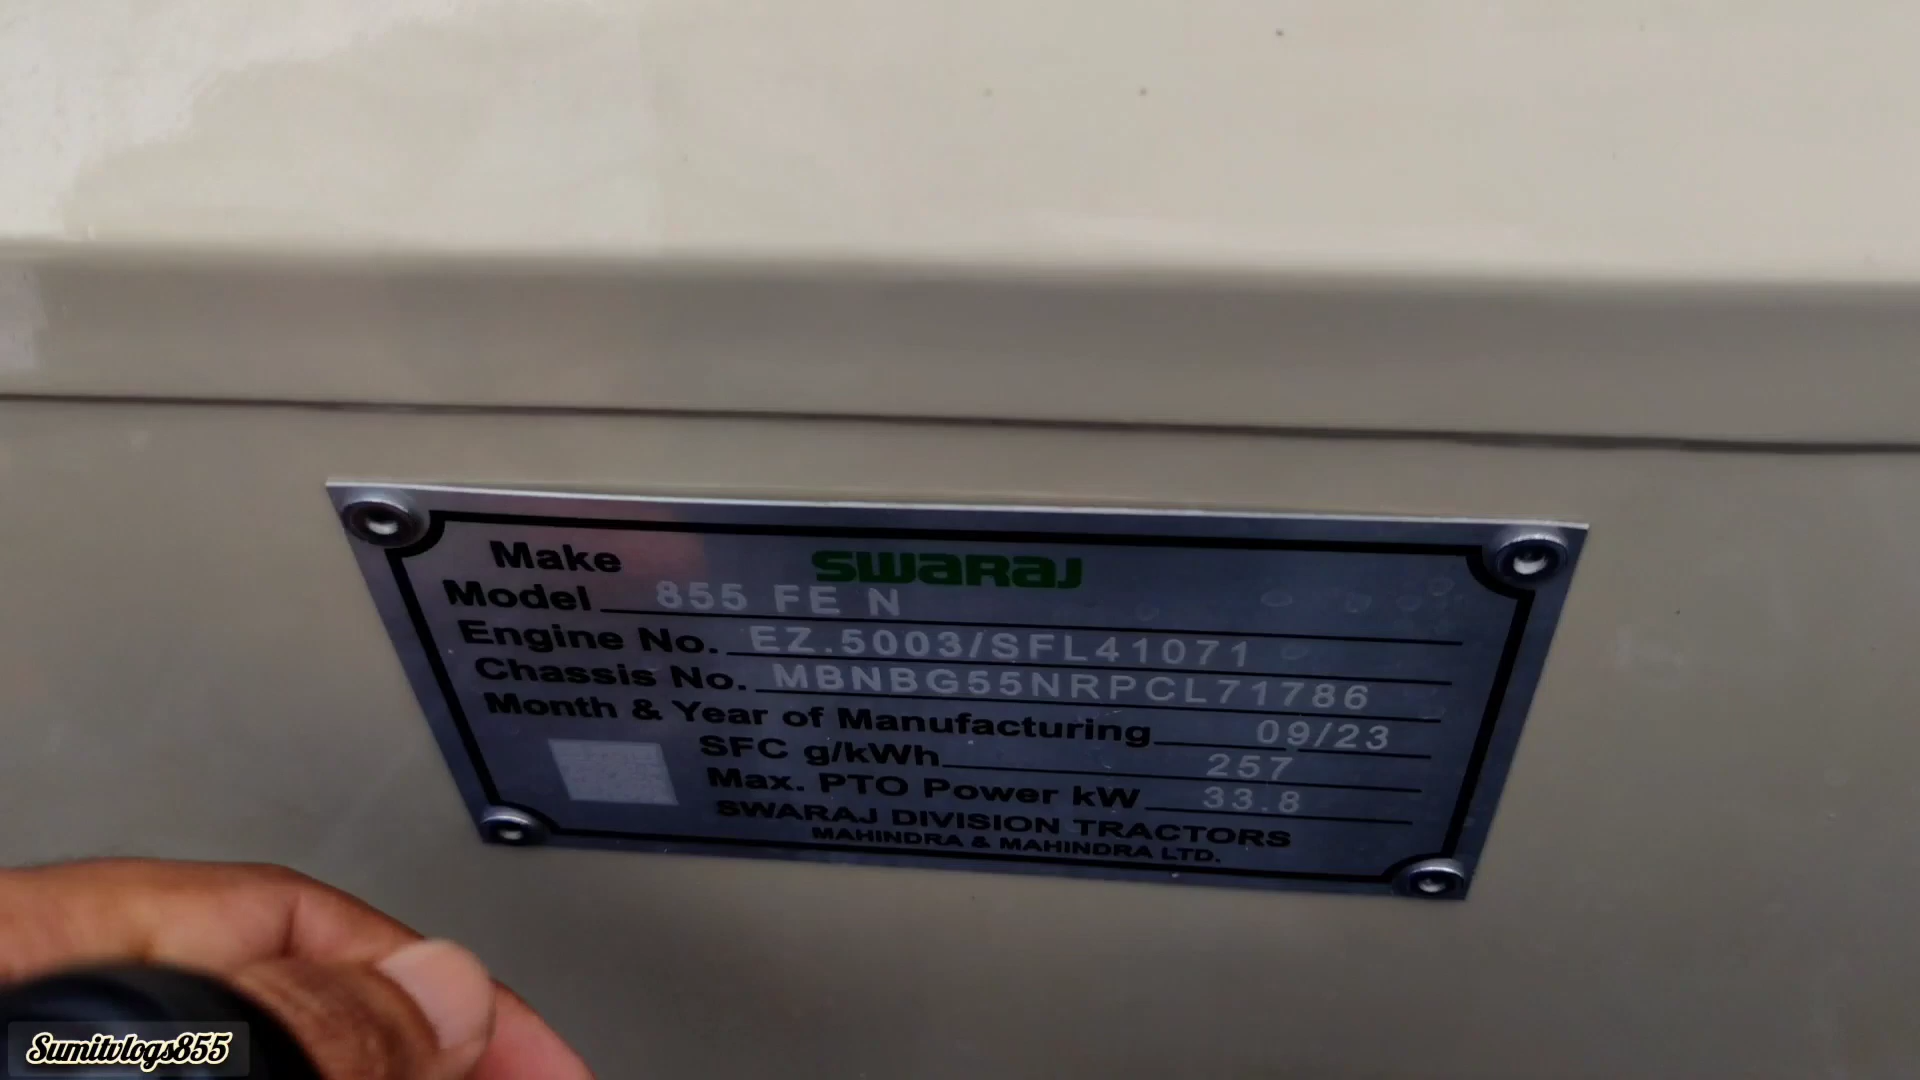 Make SWARAJ
Model 855 FE N
Engine No. EZ.5003/SFL41071
Chassis No. MBNBG55NRPCL71786
Month & Year of Manufacturing 09/23
SFC g/kWh 257
Max. PTO Power kW 33.8
SWARAJ DIVISION TRACTORS
MAHINDRA & MAHINDRA LTD.
Sumitvlogs855